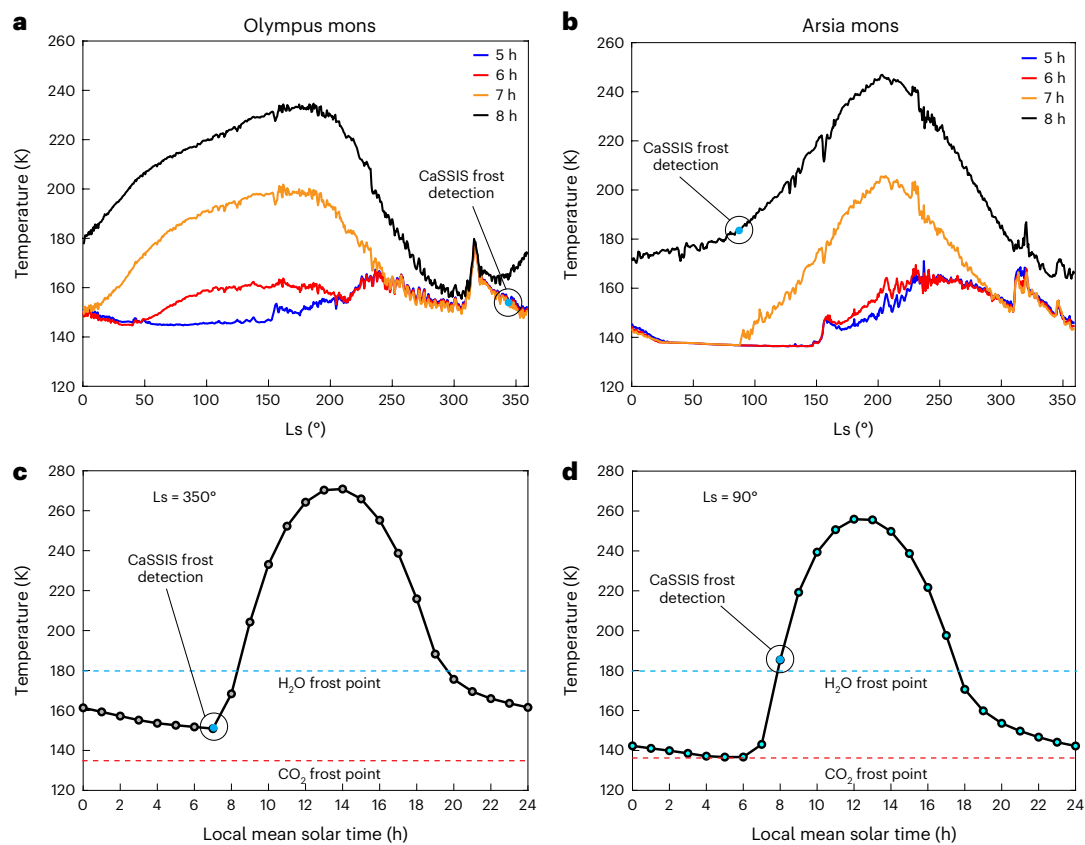 a
Olympus mons
260
240
220
200
180
160
140
120
Temperature (K)
5 h
6 h
7 h
8 h
CaSSIS frost
detection
0 50 100 150 200 250 300 350
Ls (°)
b
Arsia mons
260
240
220
200
180
160
140
120
Temperature (K)
5 h
6 h
7 h
8 h
CaSSIS frost
detection
0 50 100 150 200 250 300 350
Ls (°)
c
280
260
240
220
200
180
160
140
120
Temperature (K)
Ls = 350°
CaSSIS frost
detection
H₂O frost point
CO₂ frost point
0 2 4 6 8 10 12 14 16 18 20 22 24
Local mean solar time (h)
d
280
260
240
220
200
180
160
140
120
Temperature (K)
Ls = 90°
CaSSIS frost
detection
H₂O frost point
CO₂ frost point
0 2 4 6 8 10 12 14 16 18 20 22 24
Local mean solar time (h)